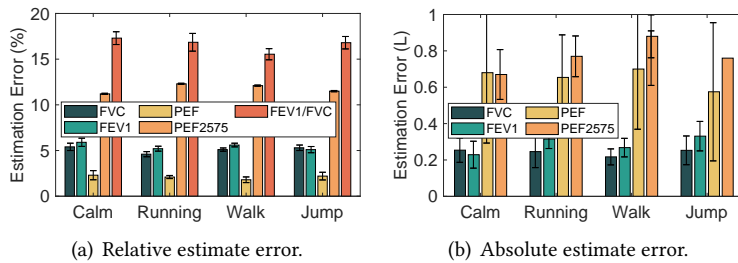 Estimation Error (%)
20
15
10
5
0
FVC
PEF
FEV1/FVC
FEV1
PEF2575
Calm
Running
Walk
Jump
(a) Relative estimate error.
Estimation Error (L)
1
0.8
0.6
0.4
0.2
0
FVC
PEF
FEV1
PEF2575
Calm
Running
Walk
Jump
(b) Absolute estimate error.